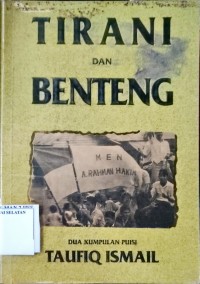 TIRANI
DAN
BENTENG
MEN
A. RAHMAN HAKIM
DUA KUMPULAN PUISI
TAUFIQ ISMAIL